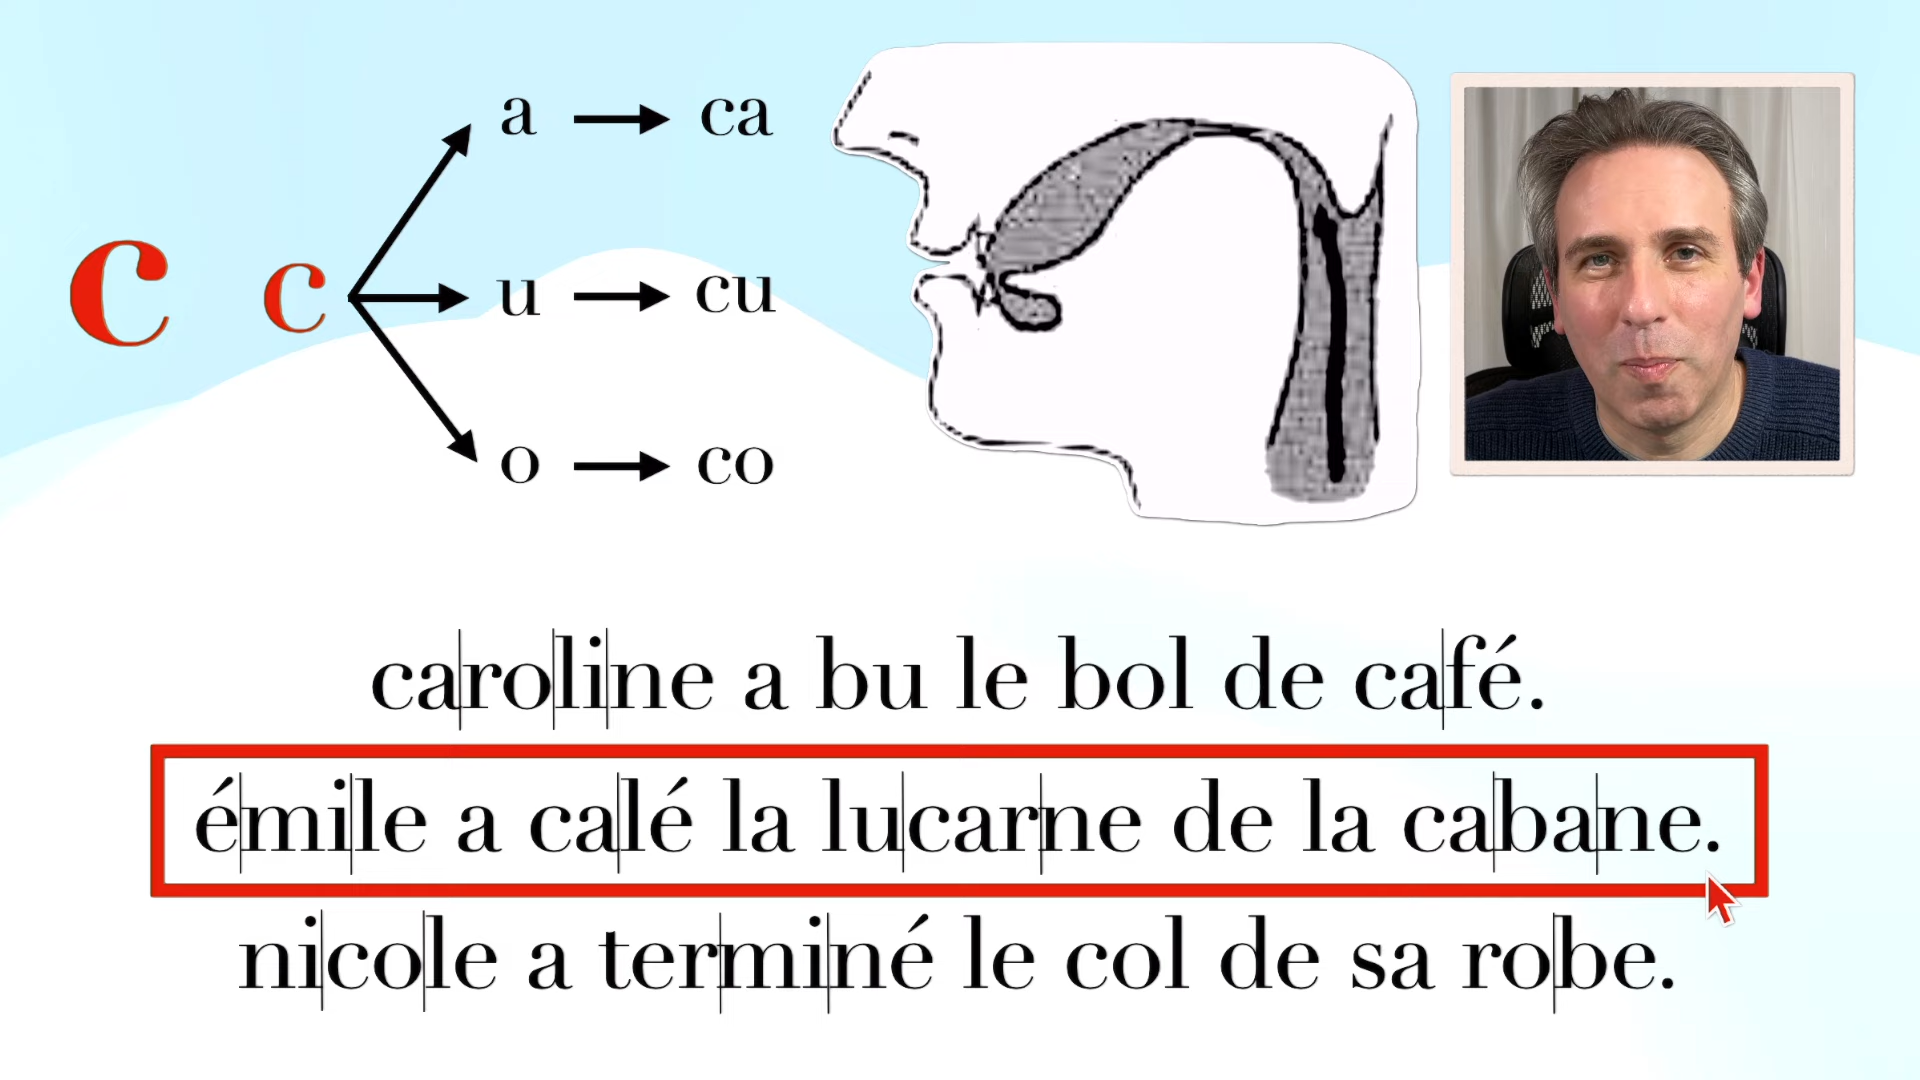 c c
a ca
u cu
o co
caroline a bu le bol de café.
émile a calé la lucarne de la cabane.
nicole a terminé le col de sa robe.